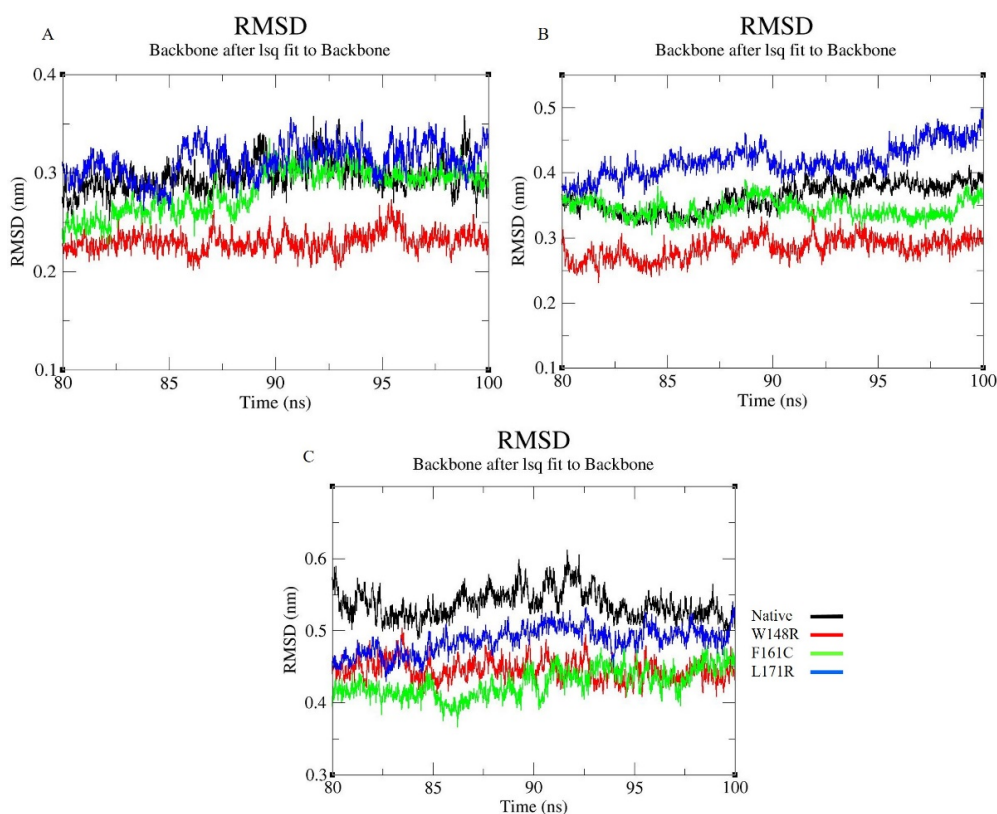 A
RMSD
Backbone after lsq fit to Backbone
0.4
0.3
0.2
0.1
RMSD (nm)
80
85
90
95
100
Time (ns)
B
RMSD
Backbone after lsq fit to Backbone
0.5
0.4
0.3
0.2
0.1
RMSD (nm)
80
85
90
95
100
Time (ns)
C
RMSD
Backbone after lsq fit to Backbone
0.6
0.5
0.4
0.3
RMSD (nm)
80
85
90
95
100
Time (ns)
Native
W148R
F161C
L171R